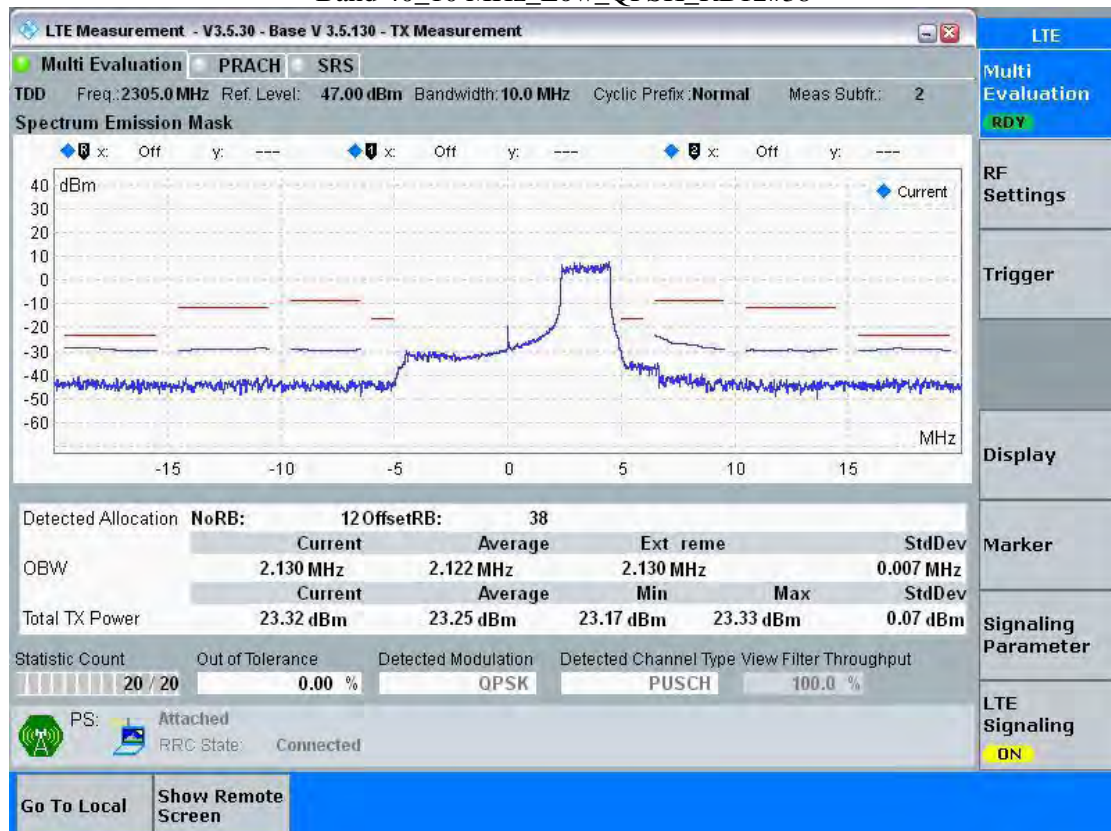 LTE Measurement - V3.5.30 - Base V 3.5.130 - TX Measurement
LTE
Multi Evaluation PRACH SRS
Multi Evaluation
RDY
TDD Freq.:2305.0 MHz Ref. Level: 47.00 dBm Bandwidth:10.0 MHz Cyclic Prefix :Normal Meas Subfr.: 2
Spectrum Emission Mask
R x: Off y: --- 1 x: Off y: --- 2 x: Off y: ---
RF Settings
Trigger
Display
Marker
Signaling Parameter
LTE Signaling
ON
40 dBm
Current
30
20
10
0
-10
-20
-30
-40
-50
-60
MHz
-15 -10 -5 0 5 10 15
Detected Allocation NoRB: 12 OffsetRB: 38
Current Average Ext reme StdDev
OBW 2.130 MHz 2.122 MHz 2.130 MHz 0.007 MHz
Current Average Min Max StdDev
Total TX Power 23.32 dBm 23.25 dBm 23.17 dBm 23.33 dBm 0.07 dBm
Statistic Count Out of Tolerance Detected Modulation Detected Channel Type View Filter Throughput
20 / 20 0.00 % QPSK PUSCH 100.0 %
PS: Attached
RRC State: Connected
Go To Local Show Remote Screen